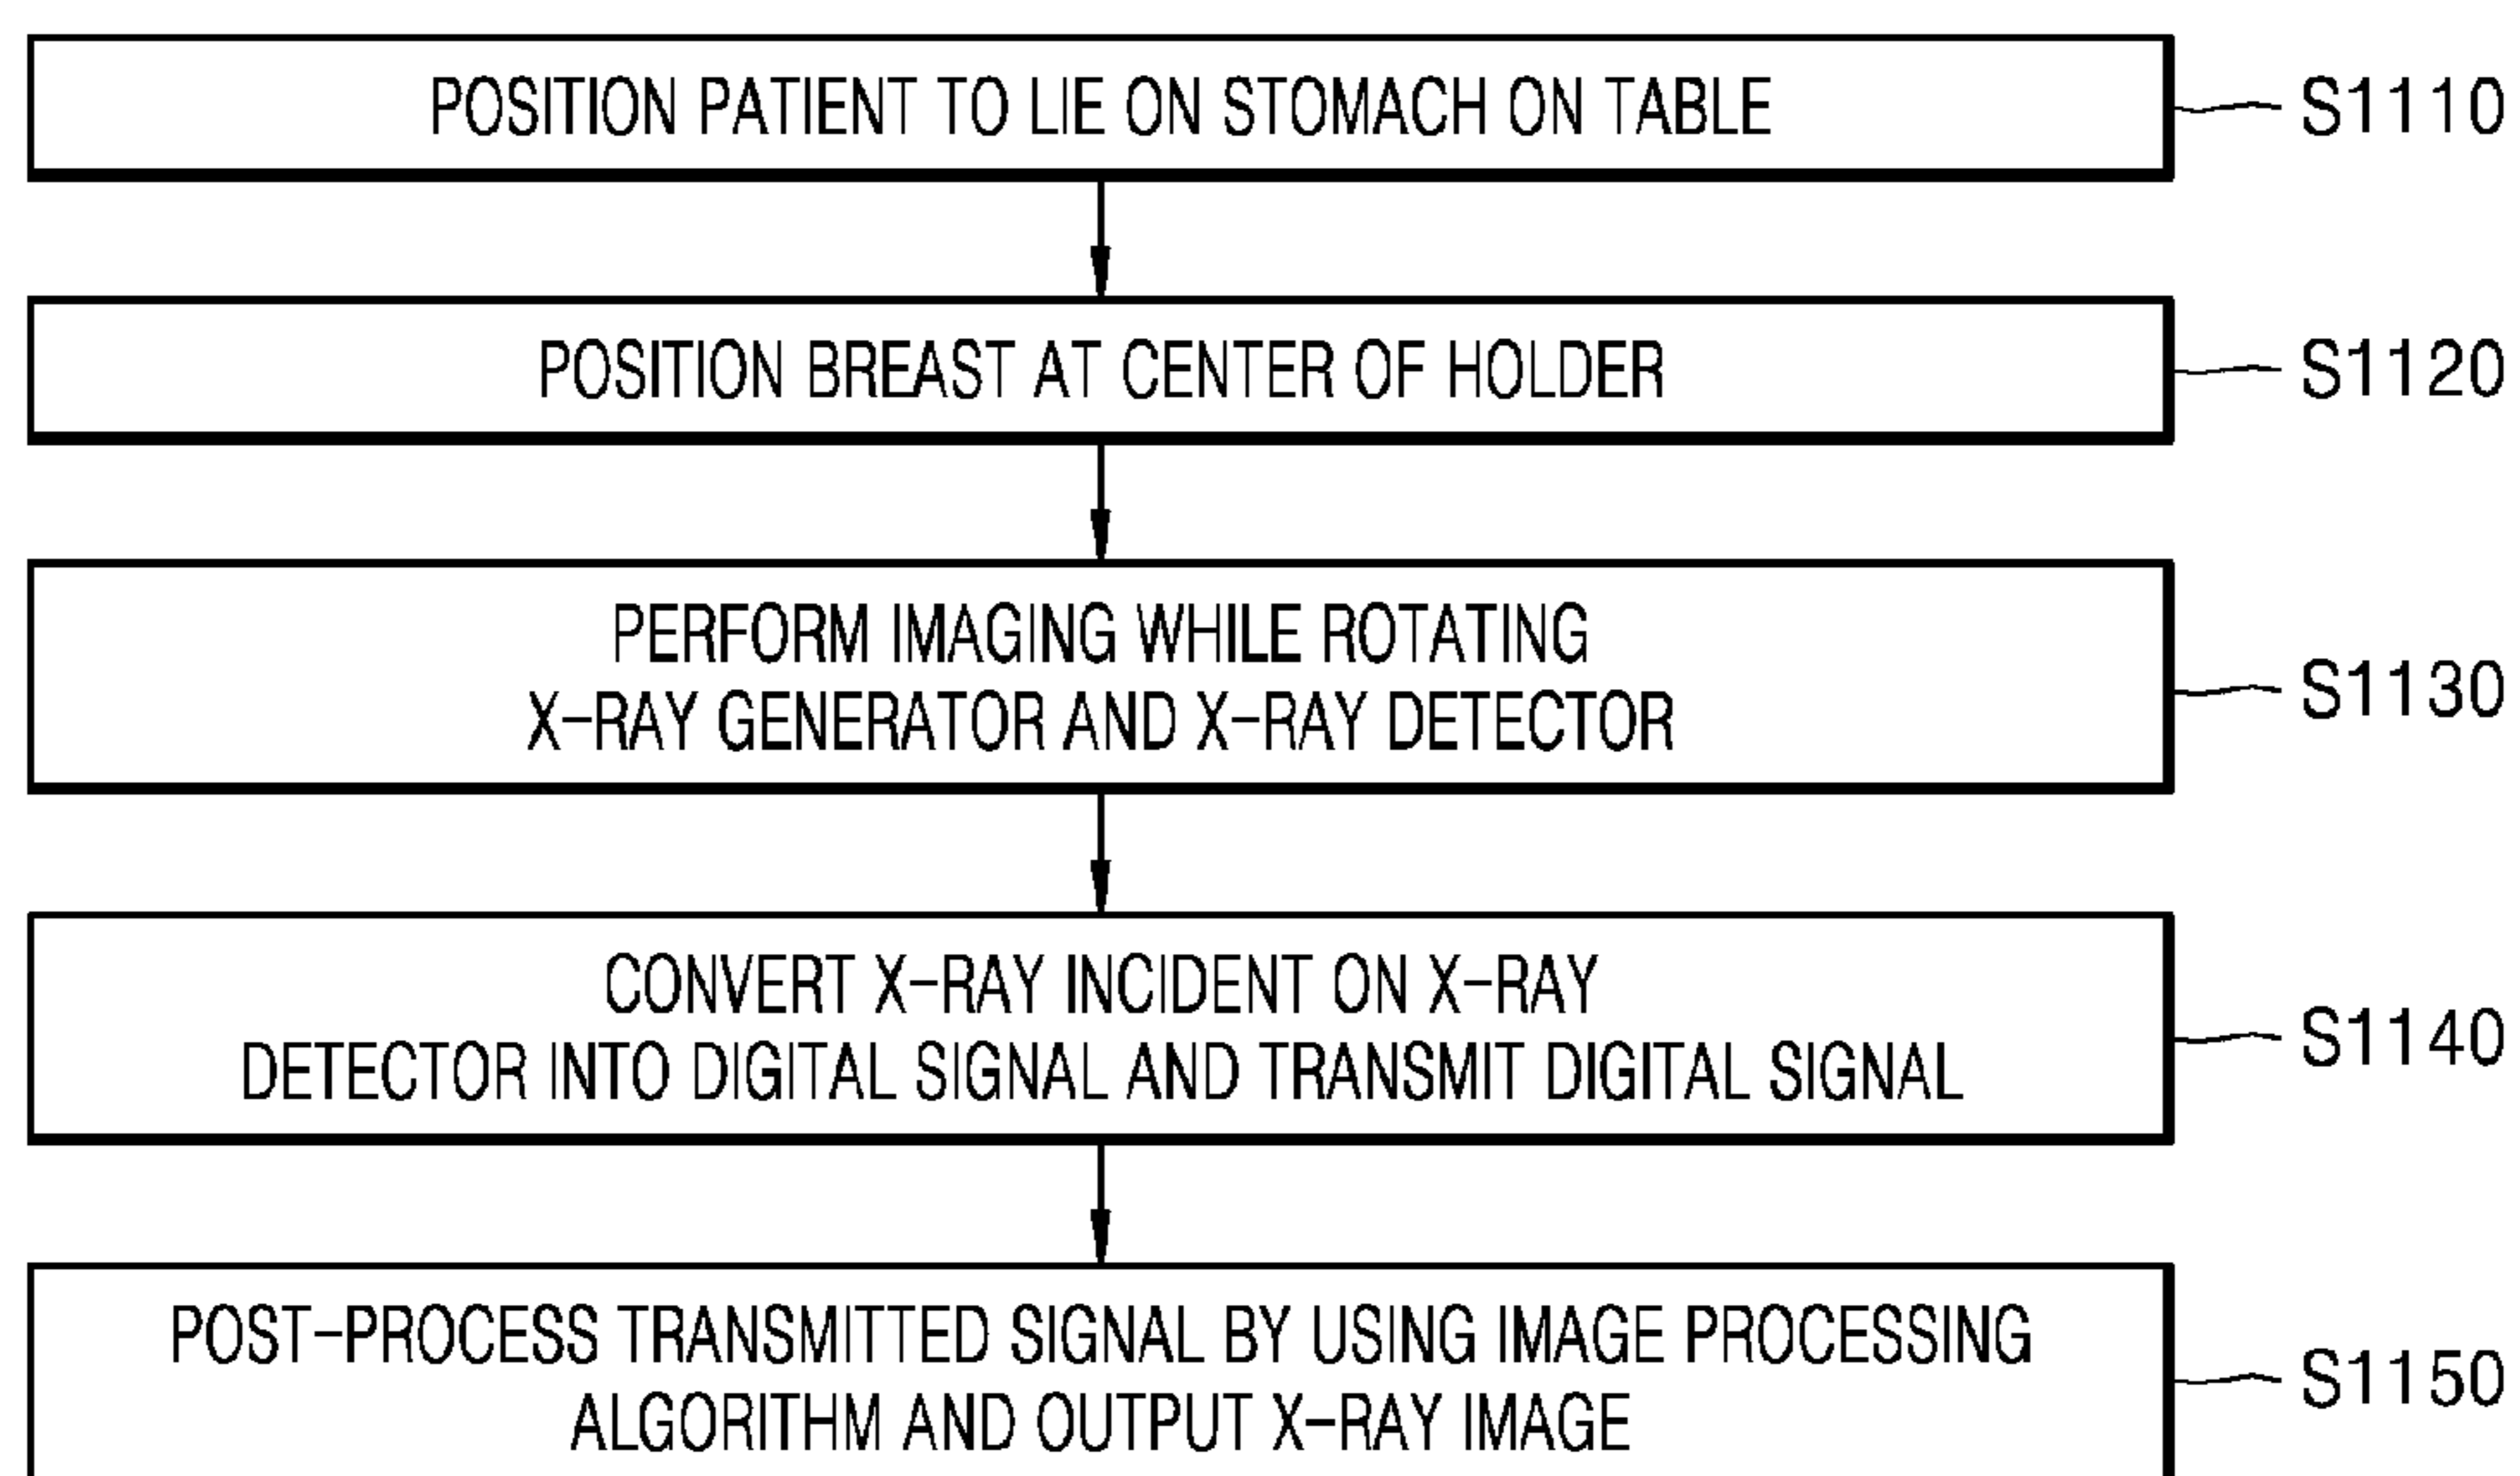 POSITION PATIENT TO LIE ON STOMACH ON TABLE
S1110
POSITION BREAST AT CENTER OF HOLDER
S1120
PERFORM IMAGING WHILE ROTATING
X-RAY GENERATOR AND X-RAY DETECTOR
S1130
CONVERT X-RAY INCIDENT ON X-RAY
DETECTOR INTO DIGITAL SIGNAL AND TRANSMIT DIGITAL SIGNAL
S1140
POST-PROCESS TRANSMITTED SIGNAL BY USING IMAGE PROCESSING
ALGORITHM AND OUTPUT X-RAY IMAGE
S1150